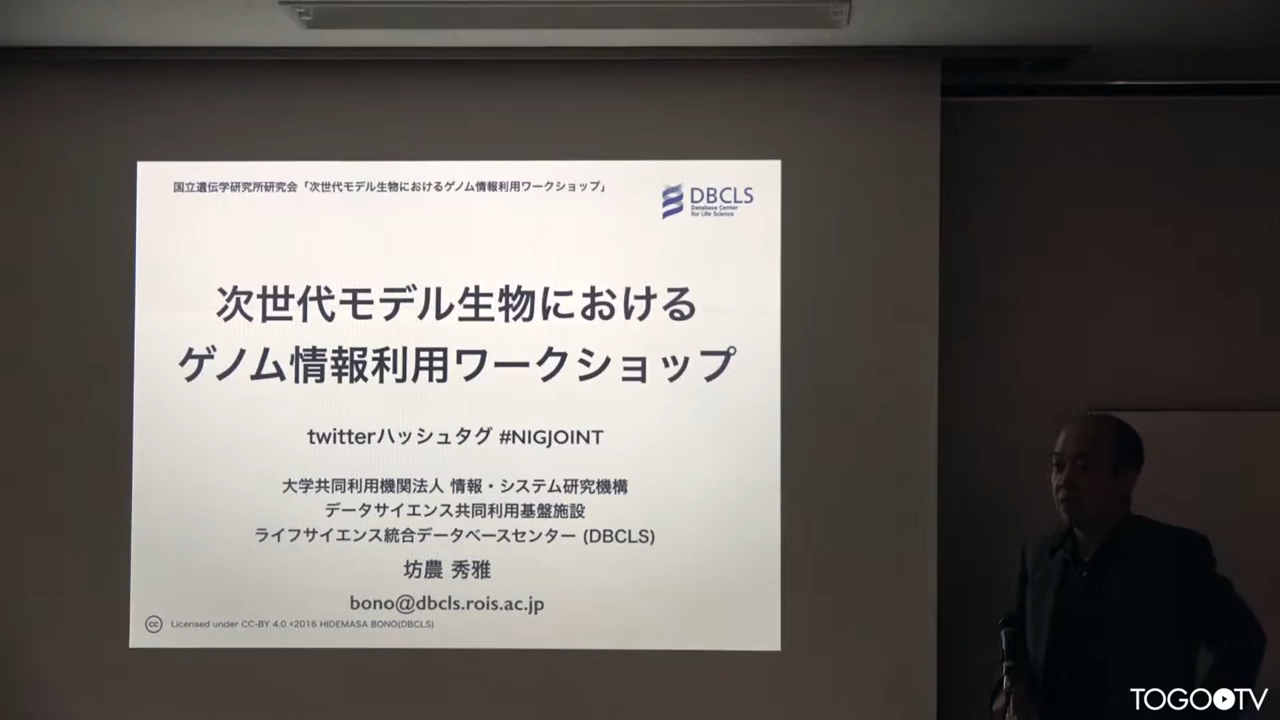 国立遺伝学研究所研究会「次世代モデル生物におけるゲノム情報利用ワークショップ」
DBCLS
Database Center
for Life Science
次世代モデル生物における
ゲノム情報利用ワークショップ
twitterハッシュタグ #NIGJOINT
大学共同利用機関法人 情報・システム研究機構
データサイエンス共同利用基盤施設
ライフサイエンス統合データベースセンター (DBCLS)
坊農 秀雅
bono@dbcls.rois.ac.jp
cc Licensed under CC-BY 4.0 ©2016 HIDEMASA BONO(DBCLS)
TOGO TV